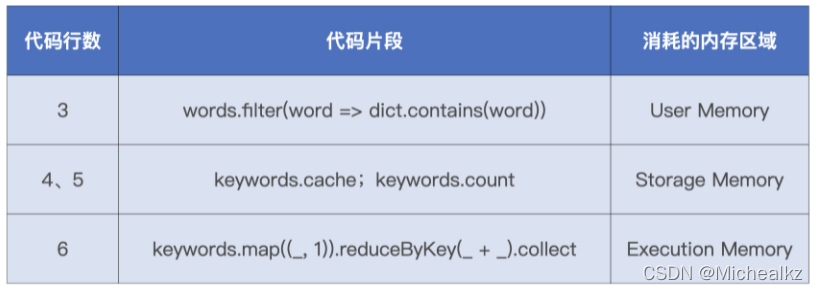 代码行数 代码片段 消耗的内存区域
3 words.filter(word => dict.contains(word)) User Memory
4、5 keywords.cache；keywords.count Storage Memory
6 keywords.map((_, 1)).reduceByKey(_ + _).collect Execution Memory
CSDN @Michealkz